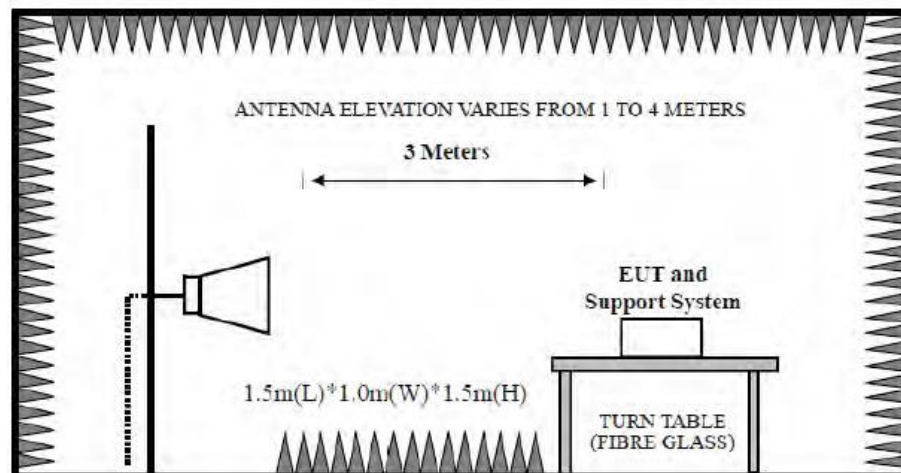 ANTENNA ELEVATION VARIES FROM 1 TO 4 METERS
3 Meters
EUT and
Support System
1.5m(L)*1.0m(W)*1.5m(H)
TURN TABLE
(FIBRE GLASS)